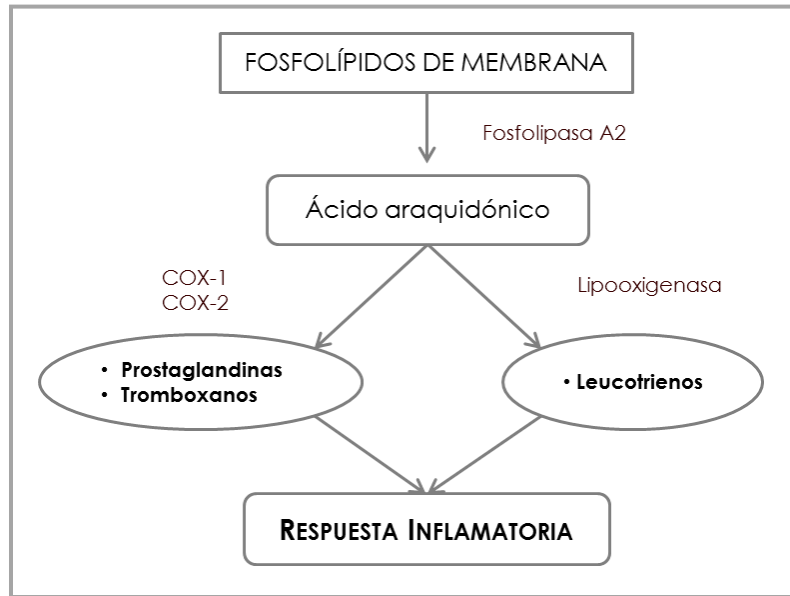 FOSFOLÍPIDOS DE MEMBRANA
Fosfolipasa A2
Ácido araquidónico
COX-1
COX-2
Lipooxigenasa
• Prostaglandinas
• Tromboxanos
• Leucotrienos
RESPUESTA INFLAMATORIA